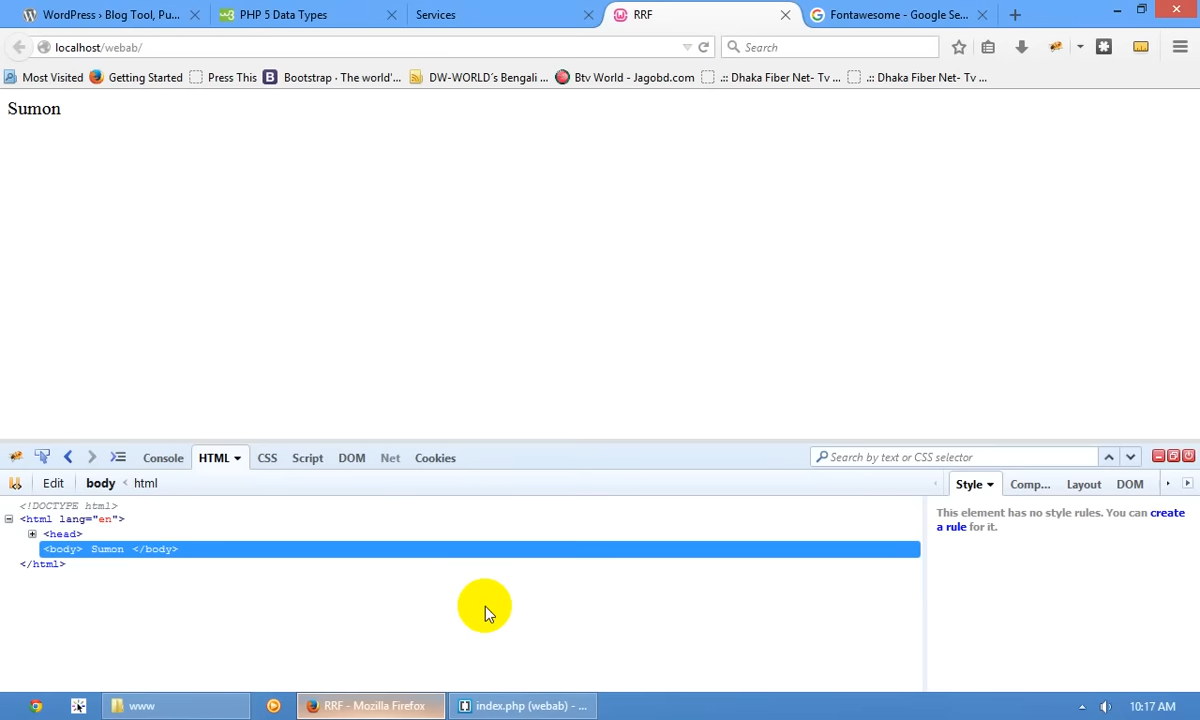 WordPress › Blog Tool, Pu... PHP 5 Data Types Services RRF Fontawesome - Google Se...
localhost/webab/ Search
Most Visited Getting Started Press This Bootstrap · The world'... DW-WORLD´s Bengali ... Btv World - Jagobd.com .:: Dhaka Fiber Net- Tv ... .:: Dhaka Fiber Net- Tv ...
Sumon
Console HTML CSS Script DOM Net Cookies Search by text or CSS selector
Edit body < html Style Comp... Layout DOM
<!DOCTYPE html>
<html lang="en">
<head>
<body> Sumon </body>
</html>
This element has no style rules. You can create
a rule for it.
www RRF - Mozilla Firefox index.php (webab) - ... 10:17 AM